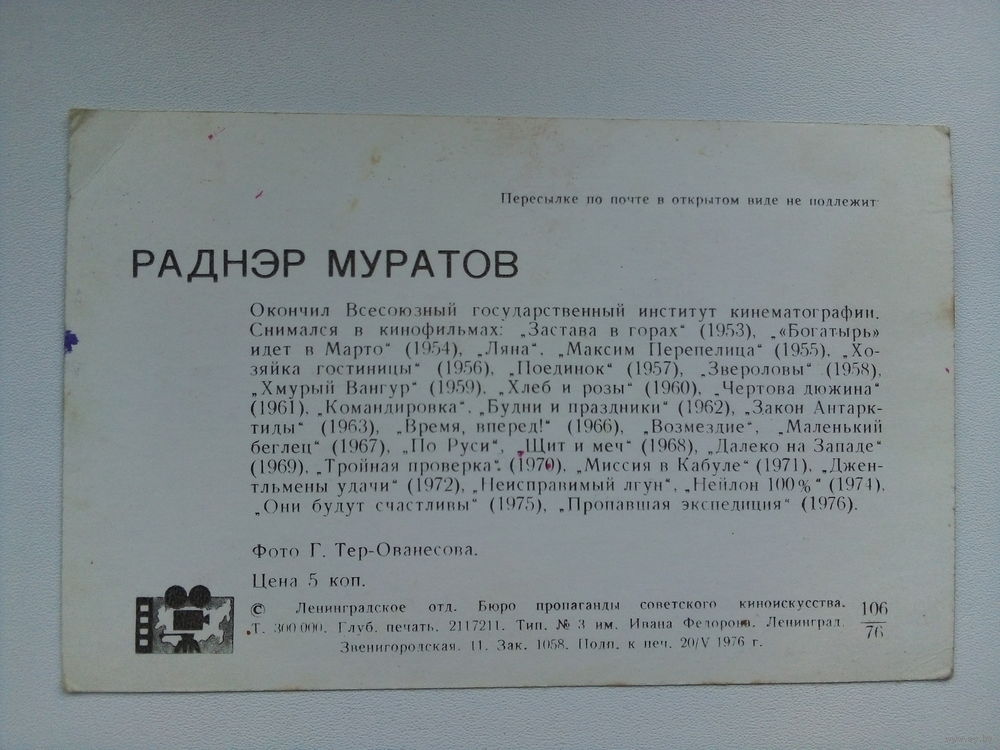 Пересылке по почте в открытом виде не подлежит
РАДНЭР МУРАТОВ
Окончил Всесоюзный государственный институт кинематографии.
Снимался в кинофильмах: „Застава в горах“ (1953), „«Богатырь»
идет в Марто“ (1954), „Ляна“, „Максим Перепелица“ (1955), „Хо-
зяйка гостиницы“ (1956), „Поединок“ (1957), „Звероловы“ (1958),
„Хмурый Вангур“ (1959), „Хлеб и розы“ (1960), „Чертова дюжина“
(1961), „Командировка“, „Будни и праздники“ (1962), „Закон Антарк-
тиды“ (1963), „Время, вперед!“ (1966), „Возмездие“, „Маленький
беглец“ (1967), „По Руси“, „Щит и меч“ (1968), „Далеко на Западе“
(1969), „Тройная проверка“ (1970), „Миссия в Кабуле“ (1971), „Джен-
тльмены удачи“ (1972), „Неисправимый лгун“, „Нейлон 100%“ (1974),
„Они будут счастливы“ (1975), „Пропавшая экспедиция“ (1976).
Фото Г. Тер-Ованесова.
Цена 5 коп.
© Ленинградское отд. Бюро пропаганды советского киноискусства.
Т. 300 000. Глуб. печать. 2117211. Тип. № 3 им. Ивана Федорова. Ленинград,
Звенигородская, 11. Зак. 1058. Подп. к печ. 20/V 1976 г.
106
76